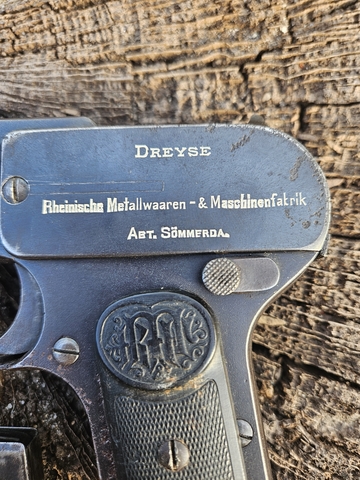 DREYSE
Rheinische Metallwaaren - & Maschinenfabrik
ABT. SÖMMERDA.